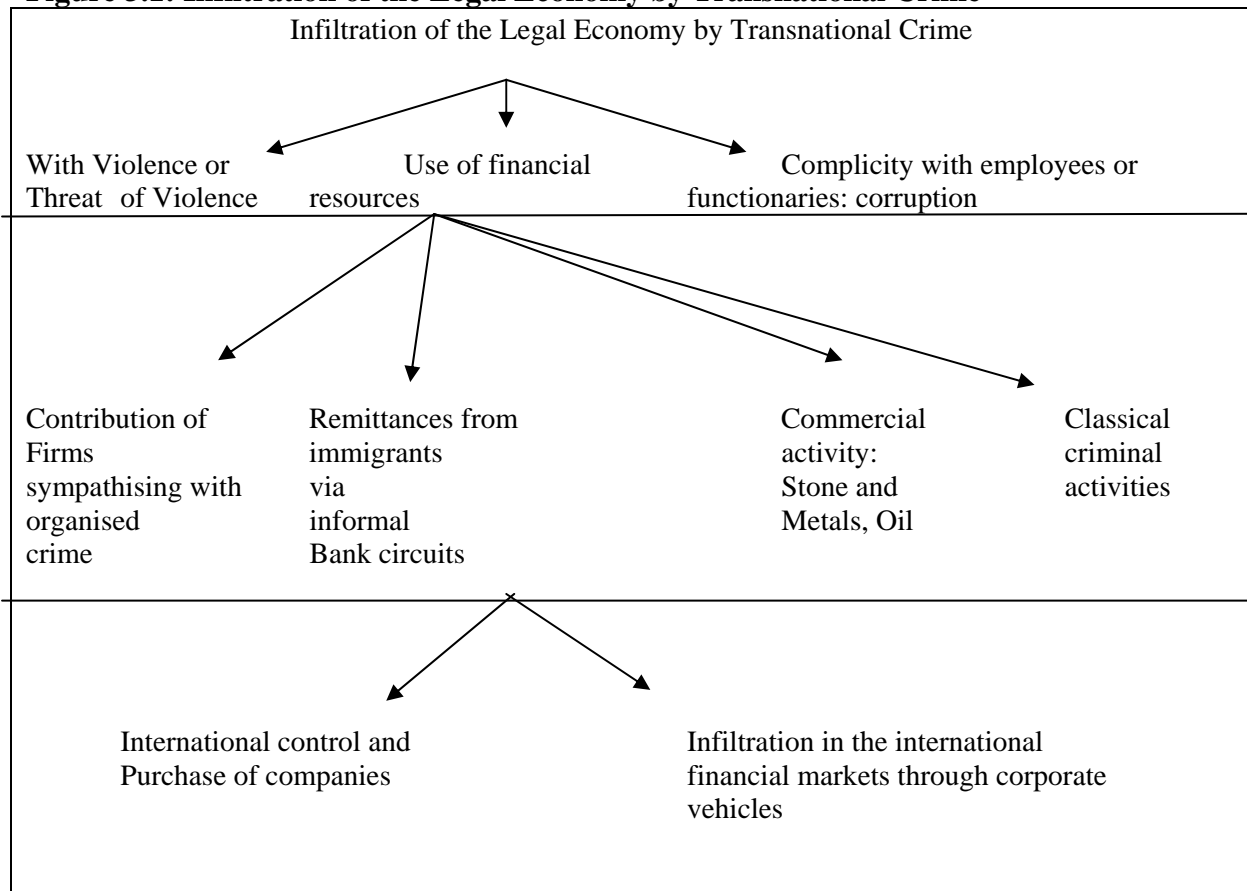 Infiltration of the Legal Economy by Transnational Crime
With Violence or Use of financial Complicity with employees or
Threat of Violence resources functionaries: corruption
Contribution of Remittances from Commercial Classical
Firms immigrants activity: criminal
sympathising with via Stone and activities
organised informal Metals, Oil
crime Bank circuits
International control and Infiltration in the international
Purchase of companies financial markets through corporate
vehicles